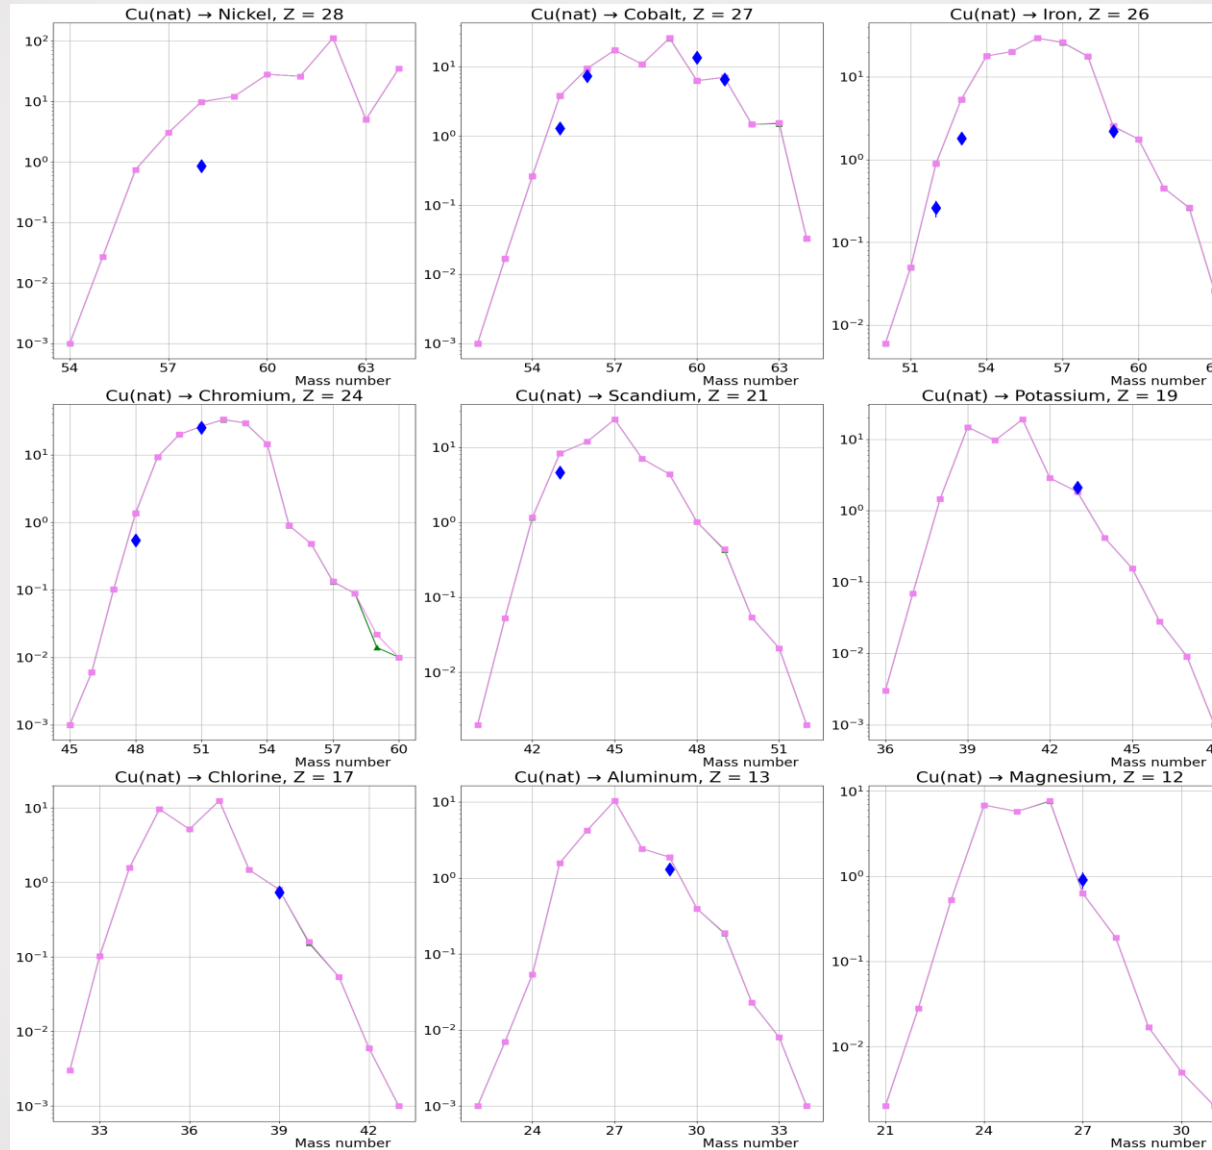 Cu(nat) → Nickel, Z = 28
10²
10¹
10⁰
10⁻¹
10⁻²
10⁻³
54 57 60 63
Mass number
Cu(nat) → Cobalt, Z = 27
10¹
10⁰
10⁻¹
10⁻²
10⁻³
54 57 60 63
Mass number
Cu(nat) → Iron, Z = 26
10¹
10⁰
10⁻¹
10⁻²
51 54 57 60
Mass number
Cu(nat) → Chromium, Z = 24
10¹
10⁰
10⁻¹
10⁻²
10⁻³
45 48 51 54 57 60
Mass number
Cu(nat) → Scandium, Z = 21
10¹
10⁰
10⁻¹
10⁻²
42 45 48 51
Mass number
Cu(nat) → Potassium, Z = 19
10¹
10⁰
10⁻¹
10⁻²
10⁻³
36 39 42 45
Mass number
Cu(nat) → Chlorine, Z = 17
10¹
10⁰
10⁻¹
10⁻²
10⁻³
33 36 39 42
Mass number
Cu(nat) → Aluminum, Z = 13
10¹
10⁰
10⁻¹
10⁻²
10⁻³
24 27 30 33
Mass number
Cu(nat) → Magnesium, Z = 12
10¹
10⁰
10⁻¹
10⁻²
21 24 27 30
Mass number